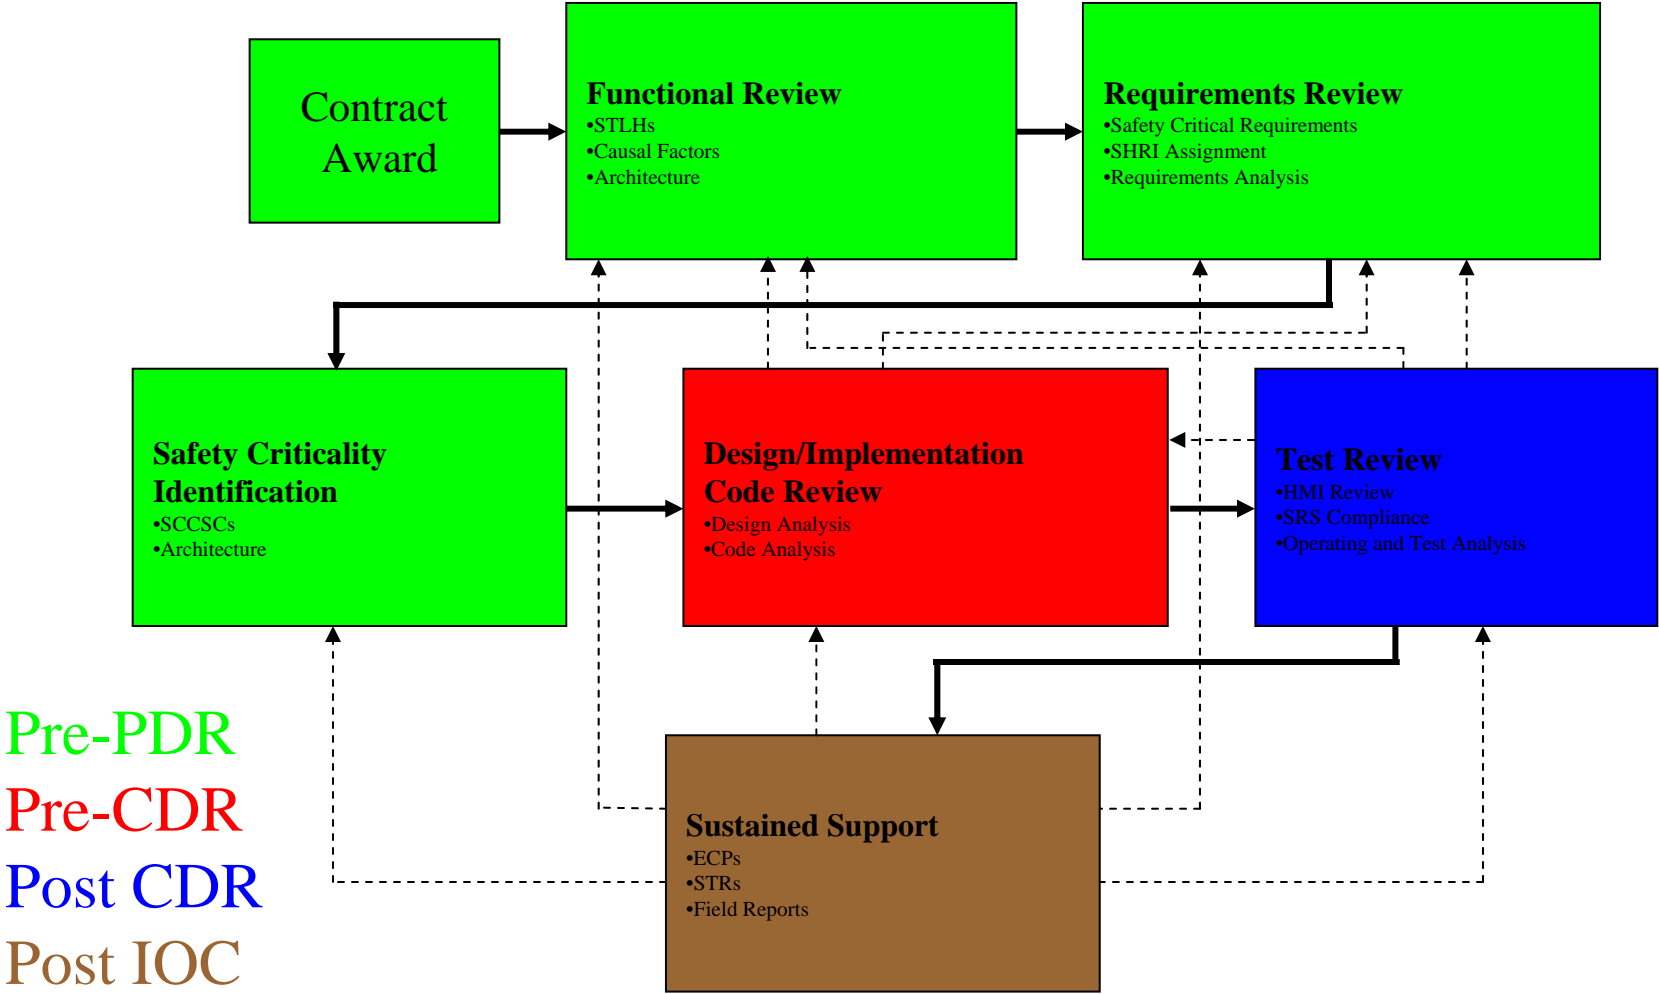 Contract
Award
Functional Review
•STLHs
•Causal Factors
•Architecture
Requirements Review
•Safety Critical Requirements
•SHRI Assignment
•Requirements Analysis
Safety Criticality
Identification
•SCCSCs
•Architecture
Design/Implementation
Code Review
•Design Analysis
•Code Analysis
Test Review
•HMI Review
•SRS Compliance
•Operating and Test Analysis
Sustained Support
•ECPs
•STRs
•Field Reports
Pre-PDR
Pre-CDR
Post CDR
Post IOC